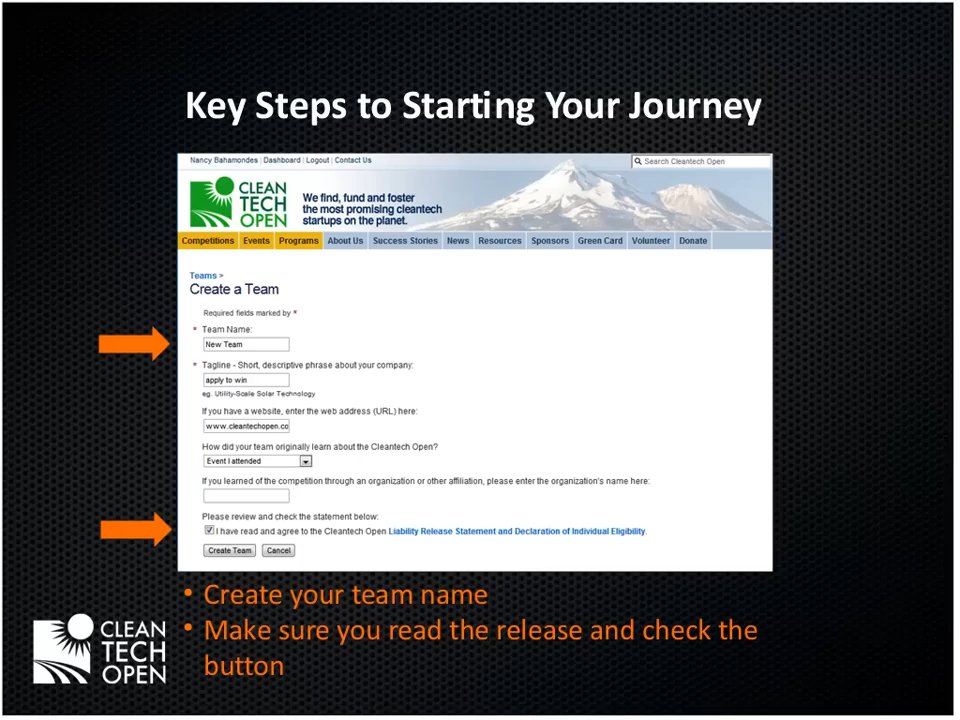 Key Steps to Starting Your Journey
Nancy Bahamondes | Dashboard | Logout | Contact Us
Search Cleantech Open
CLEAN
TECH
OPEN
We find, fund and foster
the most promising cleantech
startups on the planet.
Competitions Events Programs About Us Success Stories News Resources Sponsors Green Card Volunteer Donate
Teams >
Create a Team
Required fields marked by *
* Team Name:
New Team
* Tagline - Short, descriptive phrase about your company:
apply to win
eg. Utility-Scale Solar Technology
If you have a website, enter the web address (URL) here:
www.cleantechopen.co
How did your team originally learn about the Cleantech Open?
Event I attended
If you learned of the competition through an organization or other affiliation, please enter the organization's name here:
Please review and check the statement below:
I have read and agree to the Cleantech Open Liability Release Statement and Declaration of Individual Eligibility.
Create Team Cancel
• Create your team name
• Make sure you read the release and check the
button
CLEAN
TECH
OPEN